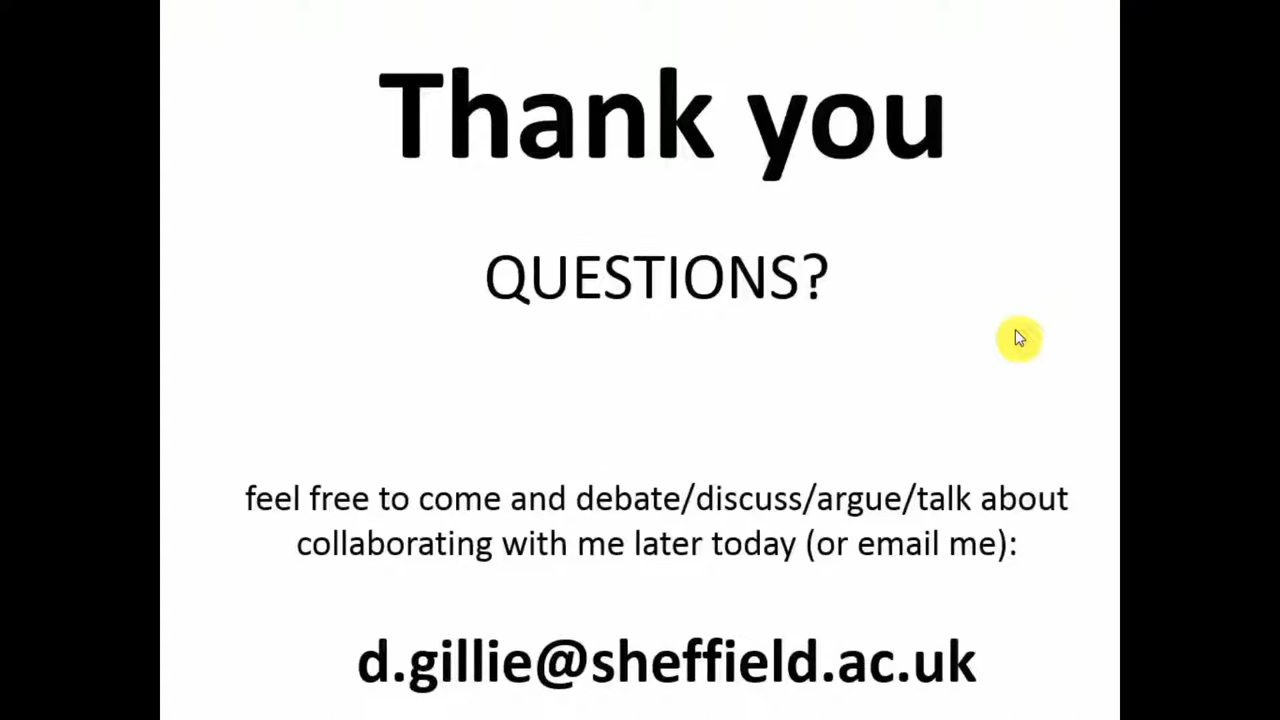 Thank you
QUESTIONS?
feel free to come and debate/discuss/argue/talk about
collaborating with me later today (or email me):
d.gillie@sheffield.ac.uk